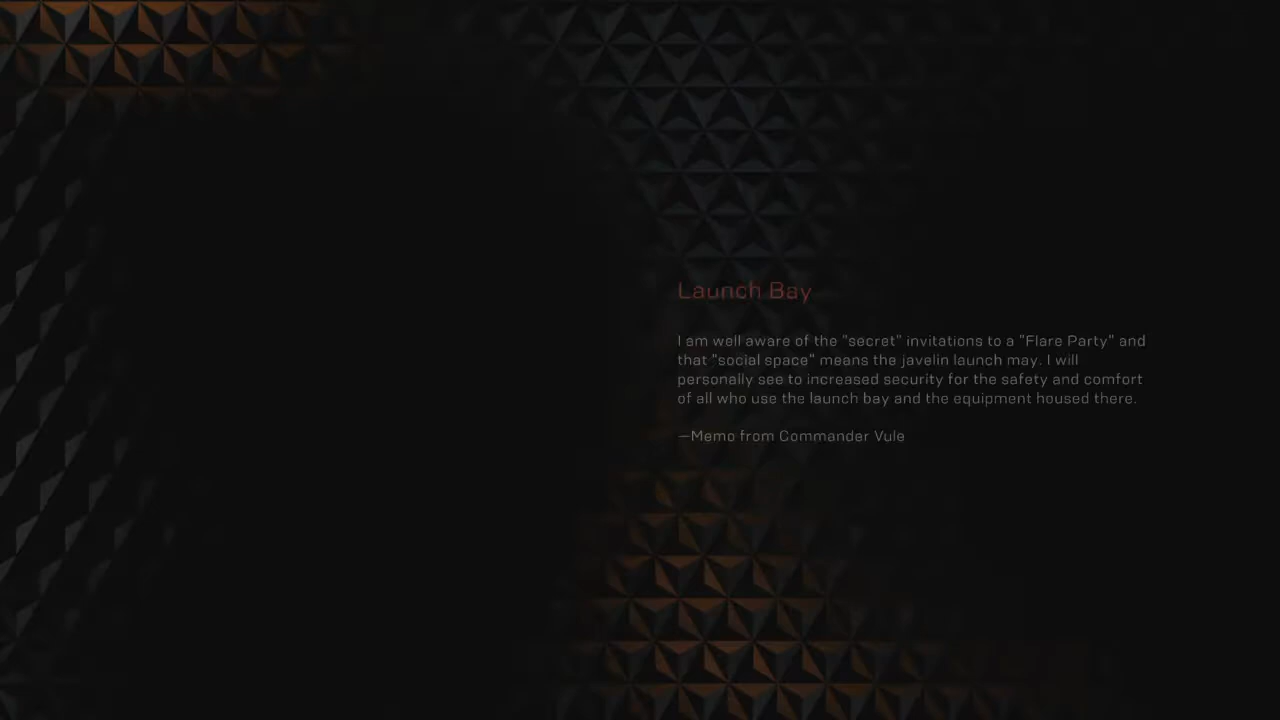 Launch Bay
I am well aware of the "secret" invitations to a "Flare Party" and
that "social space" means the javelin launch may. I will
personally see to increased security for the safety and comfort
of all who use the launch bay and the equipment housed there.
—Memo from Commander Vule